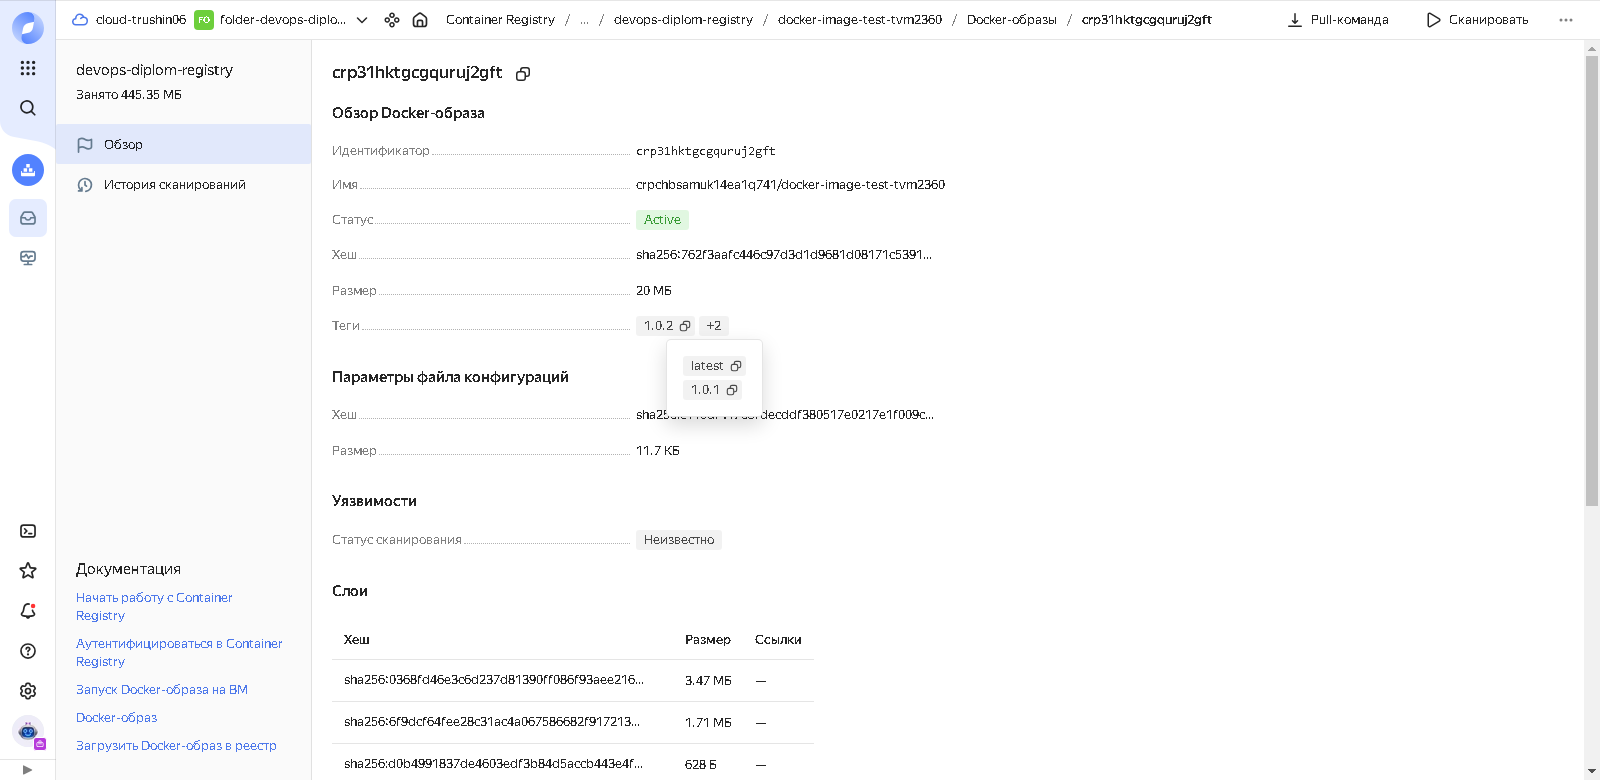 cloud-trushin06 FO folder-devops-diplo... Container Registry / ... / devops-diplom-registry / docker-image-test-tvm2360 / Docker-образы / crp31hktgcgquruj2gft Pull-команда Сканировать
devops-diplom-registry
Занято 445.35 МБ
Обзор
История сканирований
Документация
Начать работу с Container
Registry
Аутентифицироваться в Container
Registry
Запуск Docker-образа на ВМ
Docker-образ
Загрузить Docker-образ в реестр
crp31hktgcgquruj2gft
Обзор Docker-образа
Идентификатор crp31hktgcgquruj2gft
Имя crpchbsamuk14ea1q741/docker-image-test-tvm2360
Статус Active
Хеш sha256:762f3aafc446c97d3d1d9681d08171c5391...
Размер 20 МБ
Теги 1.0.2 +2
latest
1.0.1
Параметры файла конфигураций
Хеш
Размер 11.7 КБ
Уязвимости
Статус сканирования Неизвестно
Слои
Хеш Размер Ссылки
sha256:0368fd46e3c6d237d81390ff086f93aee216... 3.47 МБ —
sha256:6f9dcf64fee28c31ac4a067586682f917213... 1.71 МБ —
sha256:d0b4991837de4603edf3b84d5accb443e4f... 628 Б —